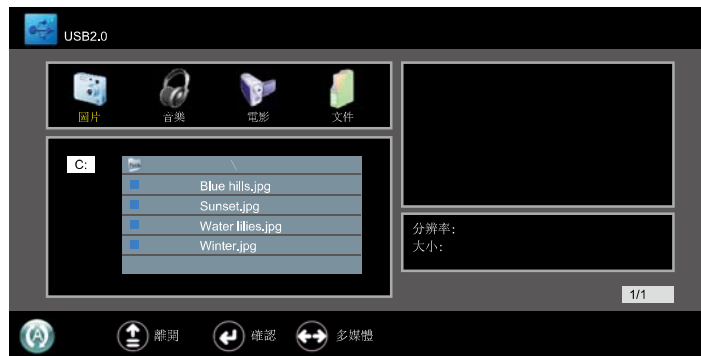 USB2.0
圖片 音樂 電影 文件
C: \
Blue hills.jpg
Sunset.jpg
Water lilies.jpg
Winter.jpg
分辨率:
大小:
1/1
離開 確認 多媒體